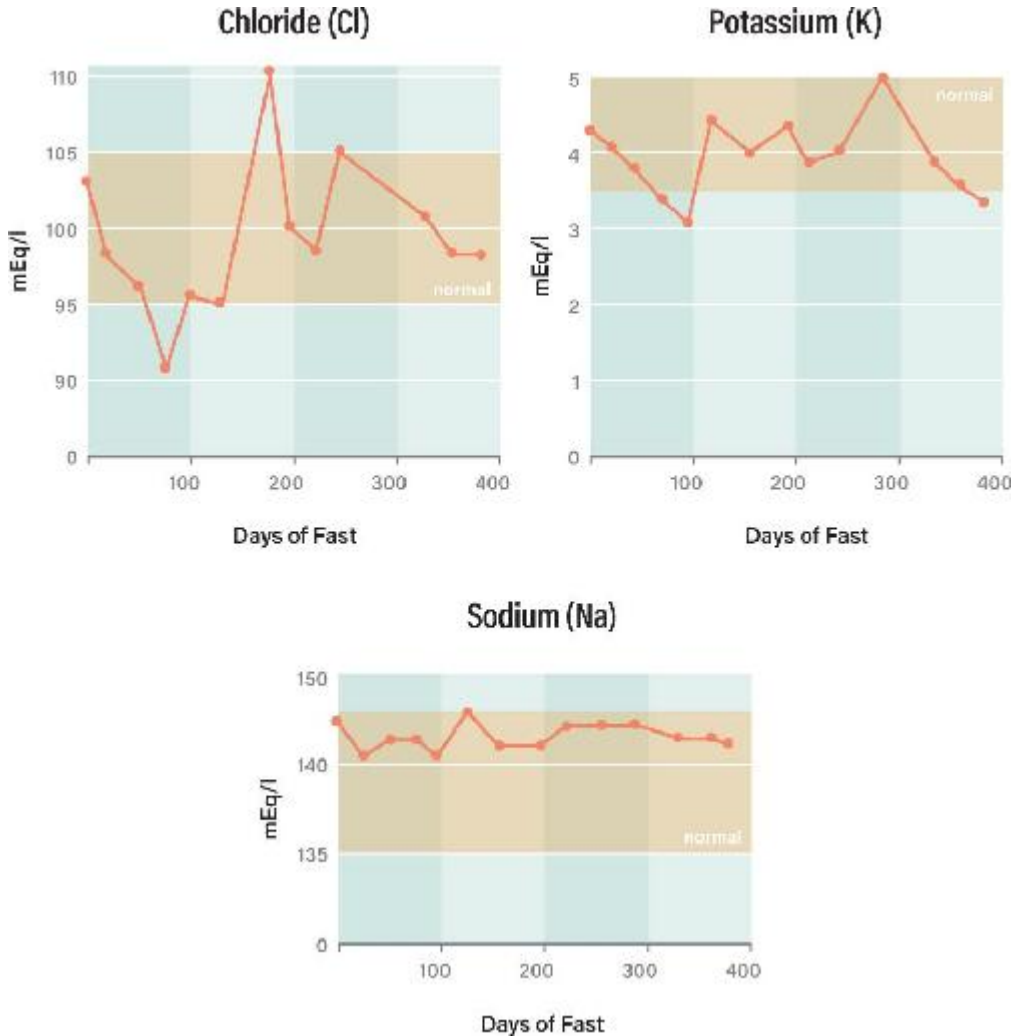 Chloride (Cl)
110
105
100
95
90
0
mEq/l
normal
100 200 300 400
Days of Fast
Potassium (K)
5
4
3
2
1
0
mEq/l
normal
100 200 300 400
Days of Fast
Sodium (Na)
150
140
135
0
mEq/l
normal
100 200 300 400
Days of Fast